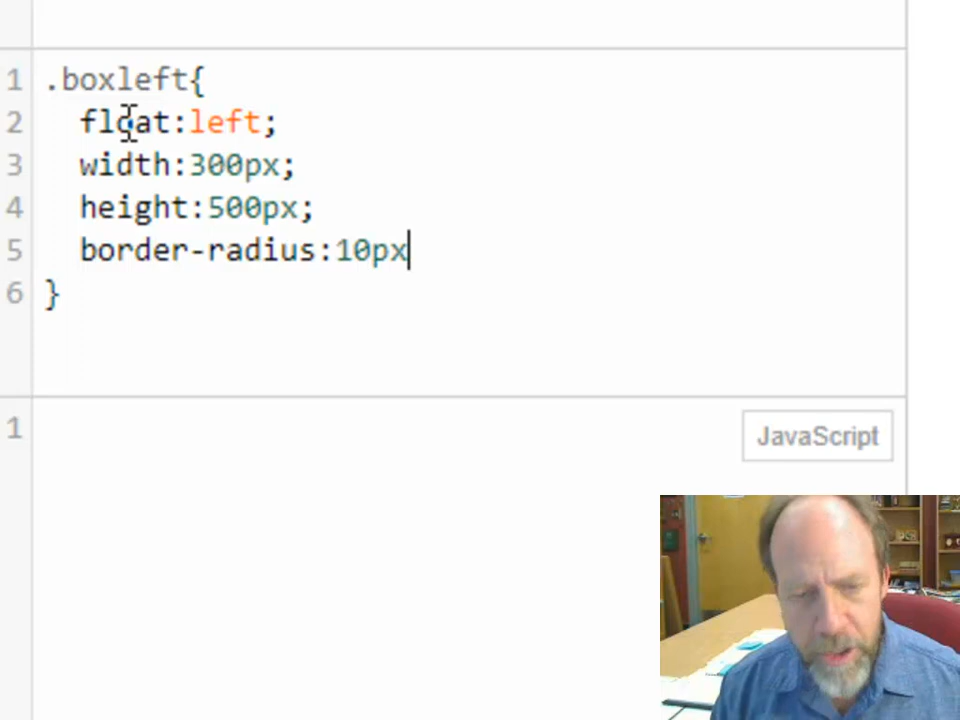 1 .boxleft{
2 float:left;
3 width:300px;
4 height:500px;
5 border-radius:10px
6 }
1
JavaScript